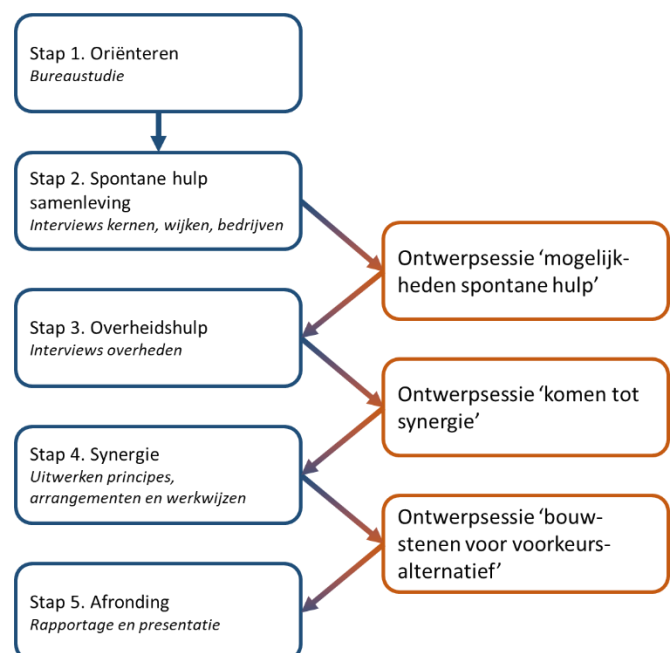 Stap 1. Oriënteren
Bureaustudie
Stap 2. Spontane hulp
samenleving
Interviews kernen, wijken, bedrijven
Ontwerpsessie ‘mogelijk-
heden spontane hulp’
Stap 3. Overheidshulp
Interviews overheden
Ontwerpsessie ‘komen tot
synergie’
Stap 4. Synergie
Uitwerken principes,
arrangementen en werkwijzen
Ontwerpsessie ‘bouw-
stenen voor voorkeurs-
alternatief’
Stap 5. Afronding
Rapportage en presentatie